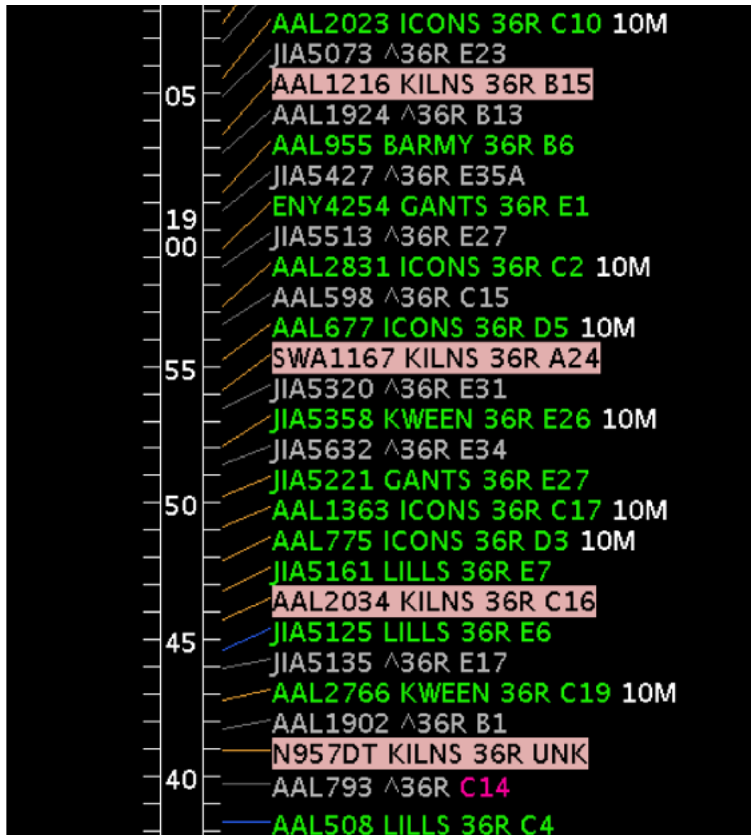 AAL2023 ICONS 36R C10 10M
JIA5073 ^36R E23
AAL1216 KILNS 36R B15
05
AAL1924 ^36R B13
AAL955 BARMY 36R B6
JIA5427 ^36R E35A
ENY4254 GANTS 36R E1
19
JIA5513 ^36R E27
00
AAL2831 ICONS 36R C2 10M
AAL598 ^36R C15
AAL677 ICONS 36R D5 10M
SWA1167 KILNS 36R A24
55
JIA5320 ^36R E31
JIA5358 KWEEN 36R E26 10M
JIA5632 ^36R E34
JIA5221 GANTS 36R E27
50
AAL1363 ICONS 36R C17 10M
AAL775 ICONS 36R D3 10M
JIA5161 LILLS 36R E7
AAL2034 KILNS 36R C16
JIA5125 LILLS 36R E6
45
JIA5135 ^36R E17
AAL2766 KWEEN 36R C19 10M
AAL1902 ^36R B1
N957DT KILNS 36R UNK
40
AAL793 ^36R C14
AAL508 LILLS 36R C4